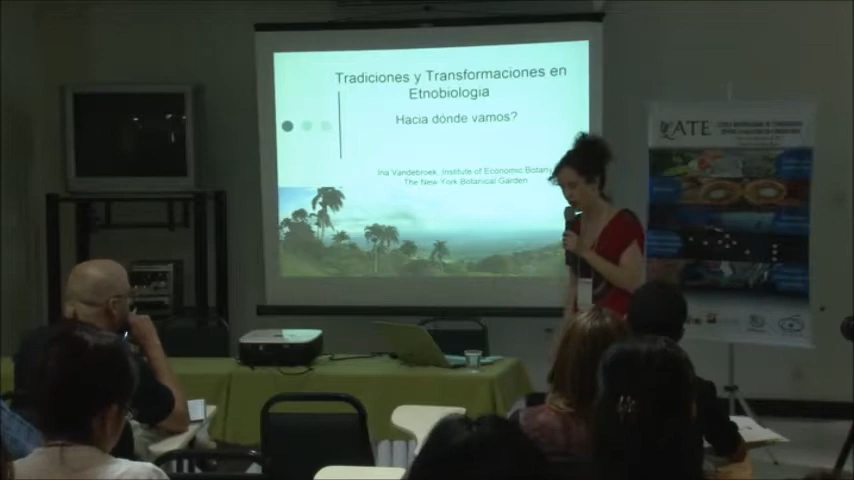 Tradiciones y Transformaciones en
Etnobiologia
Hacia dónde vamos?
Ina Vandebroek, Institute of Economic Botany
The New York Botanical Garden
ATE